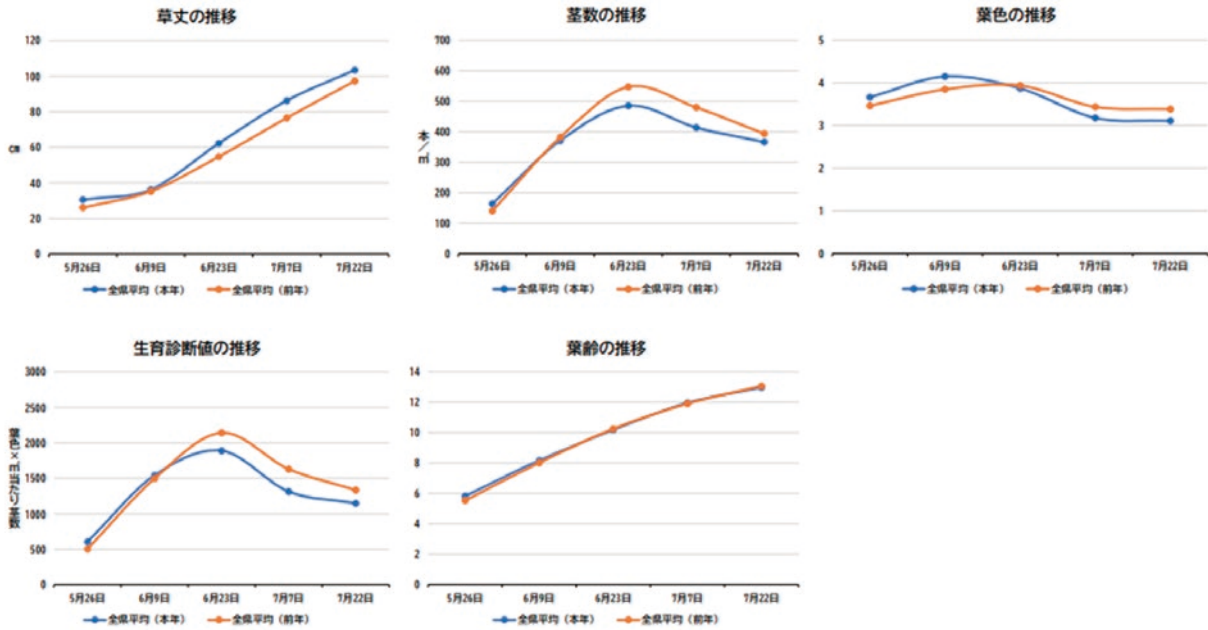 草丈の推移
120
100
80
60
40
20
0
5月26日 6月9日 6月23日 7月7日 7月22日
全県平均（本年） 全県平均（前年）
茎数の推移
本／㎡
700
600
500
400
300
200
100
0
5月26日 6月9日 6月23日 7月7日 7月22日
全県平均（本年） 全県平均（前年）
葉色の推移
5
4
3
2
1
0
5月26日 6月9日 6月23日 7月7日 7月22日
全県平均（本年） 全県平均（前年）
生育診断値の推移
葉色×㎡当たり茎数
3000
2500
2000
1500
1000
500
0
5月26日 6月9日 6月23日 7月7日 7月22日
全県平均（本年） 全県平均（前年）
葉齢の推移
14
12
10
8
6
4
2
0
5月26日 6月9日 6月23日 7月7日 7月22日
全県平均（本年） 全県平均（前年）